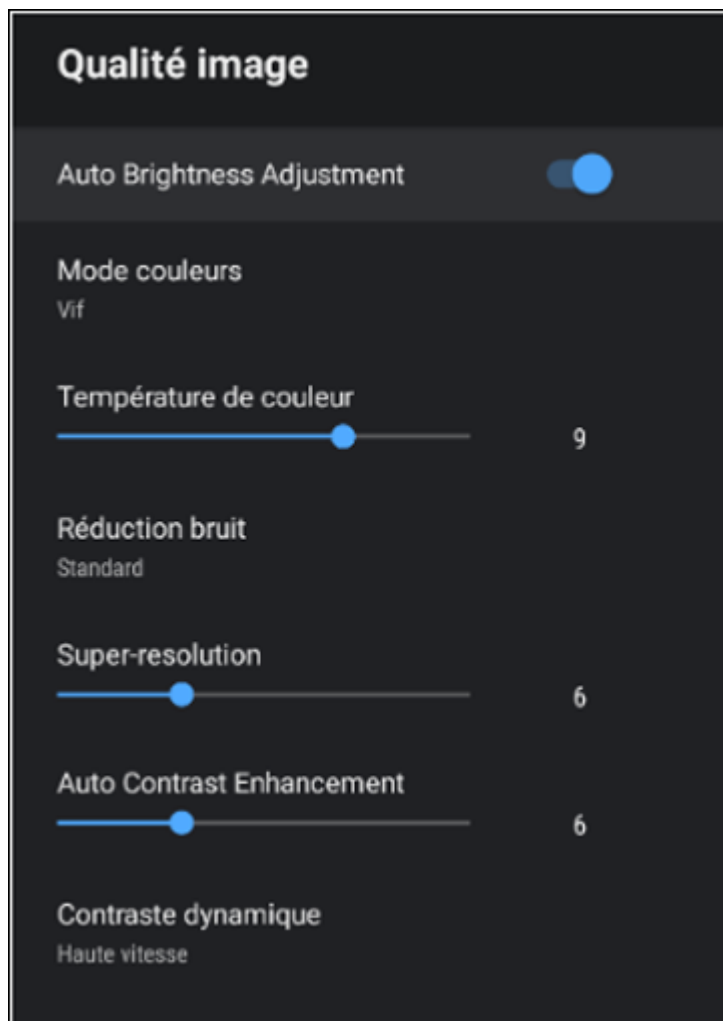 Qualité image
Auto Brightness Adjustment
Mode couleurs
Vif
Température de couleur
9
Réduction bruit
Standard
Super-resolution
6
Auto Contrast Enhancement
6
Contraste dynamique
Haute vitesse